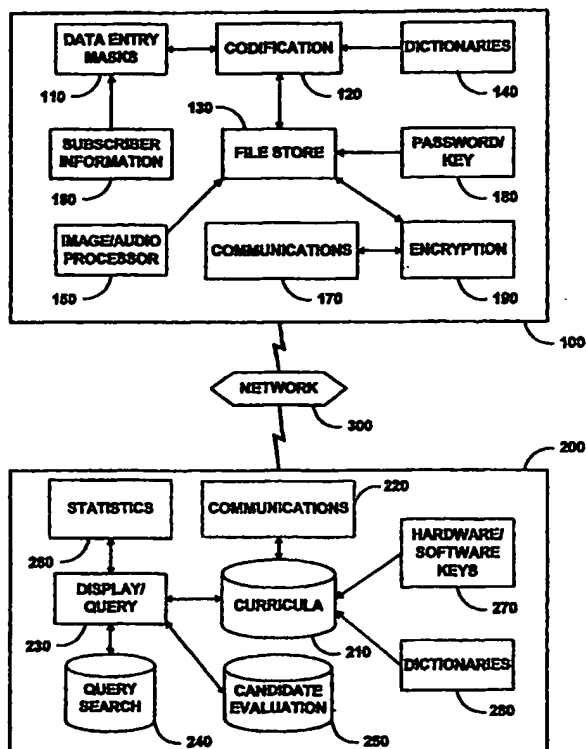 DATA ENTRY
MASKS
110
CODIFICATION
120
DICTIONARIES
140
130
SUBSCRIBER
INFORMATION
160
FILE STORE
PASSWORD/
KEY
180
IMAGE/AUDIO
PROCESSOR
150
COMMUNICATIONS
170
ENCRYPTION
190
100
NETWORK
300
200
STATISTICS
260
COMMUNICATIONS
220
HARDWARE/
SOFTWARE
KEYS
270
DISPLAY/
QUERY
230
CURRICULA
210
DICTIONARIES
280
QUERY
SEARCH
240
CANDIDATE
EVALUATION
250